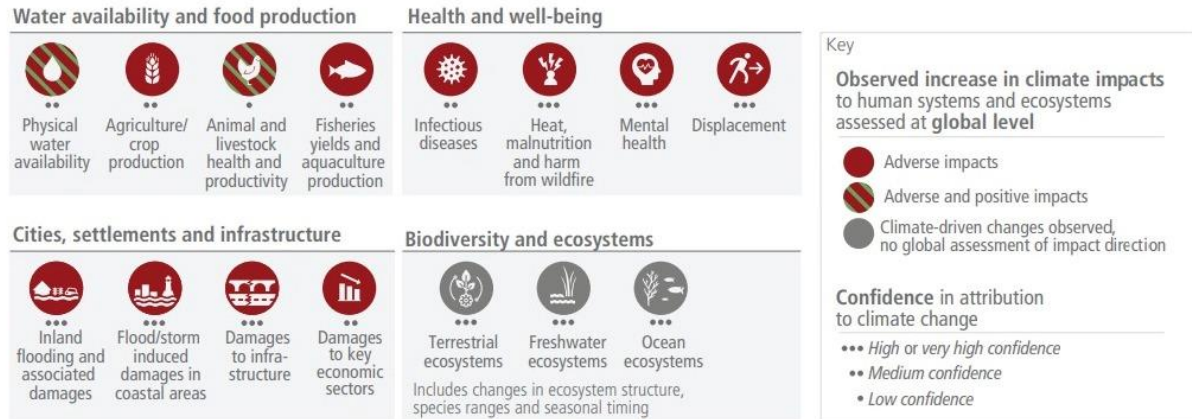 Water availability and food production
Physical
water
availability
Agriculture/
crop
production
Animal and
livestock
health and
productivity
Fisheries
yields and
aquaculture
production
Health and well-being
Infectious
diseases
Heat,
malnutrition
and harm
from wildfire
Mental
health
Displacement
Cities, settlements and infrastructure
Inland
flooding and
associated
damages
Flood/storm
induced
damages in
coastal areas
Damages
to infra-
structure
Damages
to key
economic
sectors
Biodiversity and ecosystems
Terrestrial
ecosystems
Freshwater
ecosystems
Ocean
ecosystems
Includes changes in ecosystem structure,
species ranges and seasonal timing
Key
Observed increase in climate impacts
to human systems and ecosystems
assessed at global level
Adverse impacts
Adverse and positive impacts
Climate-driven changes observed,
no global assessment of impact direction
Confidence in attribution
to climate change
••• High or very high confidence
•• Medium confidence
• Low confidence